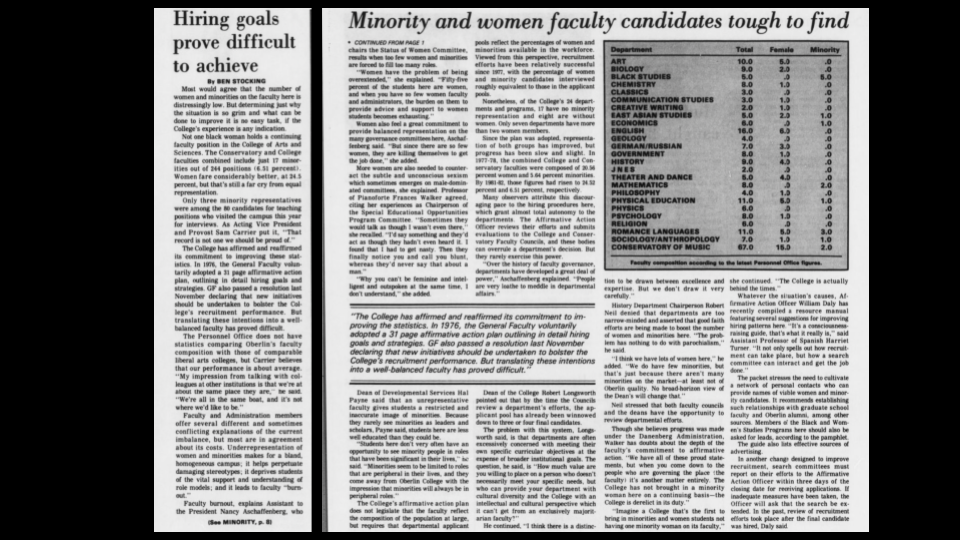 Hiring goals
prove difficult
to achieve
By BEN STOCKING
Most would agree that the number
of women and minorities on the faculty here is
distressingly low. But determining just why
the situation is so grim and what can be
done to improve it is no easy task, if the
College's experience is any indication.
Not one black woman holds a continuing
faculty position in the College of Arts and
Sciences. The Conservatory and College
faculties combined include just 17 minor-
ities out of 244 positions (6.51 percent).
Women fare considerably better, at 24.5
percent, but that's still a far cry from equal
representation.
Only three minority representatives
were among the 86 candidates for teaching
positions who visited the campus this year
for interviews. As Acting Vice President
and Provost Sam Carrier put it, "That
record is not one we should be proud of."
The College has affirmed and reaffirmed
its commitment to improving these stat-
istics. In 1976, the General Faculty volun-
tarily adopted a 31 page affirmative action
plan, outlining in detail hiring goals and
strategies. GF also passed a resolution last
November declaring that new initiatives
should be undertaken to bolster the Col-
lege's recruitment performance. But
translating these intentions into a well-
balanced faculty has proved difficult.
The Personnel Office does not have
statistics comparing Oberlin's faculty
composition with those of comparable
liberal arts colleges, but Carrier believes
that our performance is about average.
"My impression from talking with col-
leagues at other institutions is that we're at
about the same place they are," he said.
"We're all in the same boat, and it's not
where we'd like to be."
Faculty and Administration members
offer several different and sometimes
conflicting explanations of the current
imbalance, but most are in agreement
about its costs. Underrepresentation of
women and minorities makes for a bland,
homogeneous campus; it helps perpetuate
damaging stereotypes; it deprives students
of the vital support and understanding of
role models; and it leads to faculty "burn-
out."
Faculty burnout, explains Assistant to
the President Nancy Aschaffenberg, who
(See MINORITY, p. 8)
Minority and women faculty candidates tough to find
• CONTINUED FROM PAGE 1
chairs the Status of Women Committee,
results when too few women and minorities
are forced to fill too many roles.
"Women have the problem of being
overextended," she explained. "Fifty-five
percent of the students here are women,
and when you have so few women faculty
and administrators, the burden on them to
provide advice and support to women
students becomes exhausting."
Women also feel a great commitment to
provide balanced representation on the
many governance committees here, Aschaf-
fenberg said. "But since there are so few
women, they are killing themselves to get
the job done," she added.
More women are also needed to counter-
act the subtle and unconscious sexism
which sometimes emerges on male-domin-
ated committees, she explained. Professor
of Pianoforte Frances Walker agreed,
citing her experiences as Chairperson of
the Special Educational Opportunities
Program Committee. "Sometimes they
would talk as though I wasn't even there,"
she recalled. "I'd say something and they'd
act as though they hadn't even heard it. I
found that I had to get nasty. Then they
finally notice you and call you blunt,
whereas they'd never say that about a
man."
"Why you can't be feminine and intel-
ligent and outspoken at the same time, I
don't understand," she added.
pools reflect the percentages of women and
minorities available in the workforce.
Viewed from this perspective, recruitment
efforts have been relatively successful
since 1977, with the percentage of women
and minority candidates interviewed
roughly equivalent to those in the applicant
pools.
Nonetheless, of the College's 24 depart-
ments and programs, 17 have no minority
representation and eight are without
women. Only seven departments have more
than two women members.
Since the plan was adopted, representa-
tion of both groups has improved, but
progress has been slow and slight. In
1977-78, the combined College and Con-
servatory faculties were composed of 20.56
percent women and 5.64 percent minorities.
By 1981-82, those figures had risen to 24.52
percent and 6.51 percent, respectively.
Many observers attribute this discour-
aging pace to the hiring procedures here,
which grant almost total autonomy to the
departments. The Affirmative Action
Officer reviews their efforts and submits
evaluations to the College and Conser-
vatory Faculty Councils, and these bodies
can overrule a department's decision. But
they rarely exercise this power.
"Over the history of faculty governance,
departments have developed a great deal of
power," Aschaffenberg explained. "People
are very loathe to meddle in departmental
affairs."
Department Total Female Minority
ART 10.0 5.0 .0
BIOLOGY 9.0 2.0 .0
BLACK STUDIES 5.0 .0 5.0
CHEMISTRY 8.0 1.0 .0
CLASSICS 3.0 .0 .0
COMMUNICATION STUDIES 3.0 1.0 .0
CREATIVE WRITING 2.0 1.0 .0
EAST ASIAN STUDIES 5.0 2.0 1.0
ECONOMICS 8.0 .0 1.0
ENGLISH 16.0 6.0 .0
GEOLOGY 4.0 .0 .0
GERMAN/RUSSIAN 7.0 3.0 .0
GOVERNMENT 8.0 1.0 .0
HISTORY 9.0 4.0 .0
JNES 2.0 .0 .0
THEATER AND DANCE 5.0 4.0 .0
MATHEMATICS 8.0 .0 2.0
PHILOSOPHY 4.0 1.0 .0
PHYSICAL EDUCATION 11.0 5.0 1.0
PHYSICS 6.0 .0 .0
PSYCHOLOGY 8.0 1.0 .0
RELIGION 6.0 .0 .0
ROMANCE LANGUAGES 11.0 5.0 3.0
SOCIOLOGY/ANTHROPOLOGY 7.0 1.0 1.0
CONSERVATORY OF MUSIC 67.0 15.0 2.0
Faculty composition according to the latest Personnel Office figures.
"The College has affirmed and reaffirmed its commitment to im-
proving the statistics. In 1976, the General Faculty voluntarily
adopted a 31 page affirmative action plan outlining in detail hiring
goals and strategies. GF also passed a resolution last November
declaring that new initiatives should be undertaken to bolster the
College's recruitment performance. But translating these intentions
into a well-balanced faculty has proved difficult."
Dean of Developmental Services Hal
Payne said that an unrepresentative
faculty gives students a restricted and
inaccurate image of minorities. Because
they rarely see minorities as leaders and
scholars, Payne said, students here are less
well educated than they could be.
"Students here don't very often have an
opportunity to see minority people in roles
that have been significant in their lives," he
said. "Minorities seem to be limited to roles
that are peripheral in their lives, and they
come away from Oberlin College with the
impression that minorities will always be in
peripheral roles."
The College's affirmative action plan
does not legislate that the faculty reflect
the composition of the population at large,
but requires that departmental applicant
Dean of the College Robert Longsworth
pointed out that by the time the Councils
review a department's efforts, the ap-
plicant pool has already been winnowed
down to three or four final candidates.
The problem with this system, Longs-
worth said, is that departments are often
excessively concerned with meeting their
own specific curricular objectives at the
expense of broader institutional goals. The
question, he said, is "How much value are
you willing to place on a person who doesn't
necessarily meet your specific needs, but
who can provide your department with
cultural diversity and the College with an
intellectual and cultural perspective which
it can't get from an exclusively major-
itarian faculty?"
He continued, "I think there is a distinc-
tion to be drawn between excellence and
expertise. But we don't draw it very
carefully."
History Department Chairperson Robert
Neil denied that departments are too
narrow-minded and asserted that good faith
efforts are being made to boost the number
of women and minorities here. "The prob-
lem has nothing to do with parochialism,"
he said.
"I think we have lots of women here," he
added. "We do have few minorities, but
that's just because there aren't many
minorities on the market—at least not of
Oberlin quality. No broad-horizon view of
the Dean's will change that."
Neil stressed that both faculty councils
and the deans have the opportunity to
review departmental efforts.
Though she believes progress was made
under the Danenberg Administration,
Walker has doubts about the depth of the
faculty's commitment to affirmative
action. "We have all of these proud state-
ments, but when you come down to the
people who are governing the place (the
faculty) it's another matter entirely. The
College has not brought in a minority
woman here on a continuing basis—the
College is derelict in its duty."
"Imagine a College that's the first to
bring in minorities and women students not
having one minority woman on its faculty,"
she continued. "The College is actually
behind the times."
Whatever the situation's causes, Af-
firmative Action Officer William Daly has
recently compiled a resource manual
featuring several suggestions for improving
hiring patterns here. "It's a consciousness-
raising guide, that's what it really is," said
Assistant Professor of Spanish Harriet
Turner. "It not only spells out how recruit-
ment can take place, but how a search
committee can interact and get the job
done."
The packet stresses the need to cultivate
a network of personal contacts who can
provide names of viable women and minor-
ity candidates. It recommends establishing
such relationships with graduate school
faculty and Oberlin alumni, among other
sources. Members of the Black and Wom-
en's Studies Programs here should also be
asked for leads, according to the pamphlet.
The guide also lists effective sources of
advertising.
In another change designed to improve
recruitment, search committees must
report on their efforts to the Affirmative
Action Officer within three days of the
closing date for receiving applications. If
inadequate measures have been taken, the
Officer will ask that the search be ex-
tended. In the past, review of recruitment
efforts took place after the final candidate
was hired, Daly said.